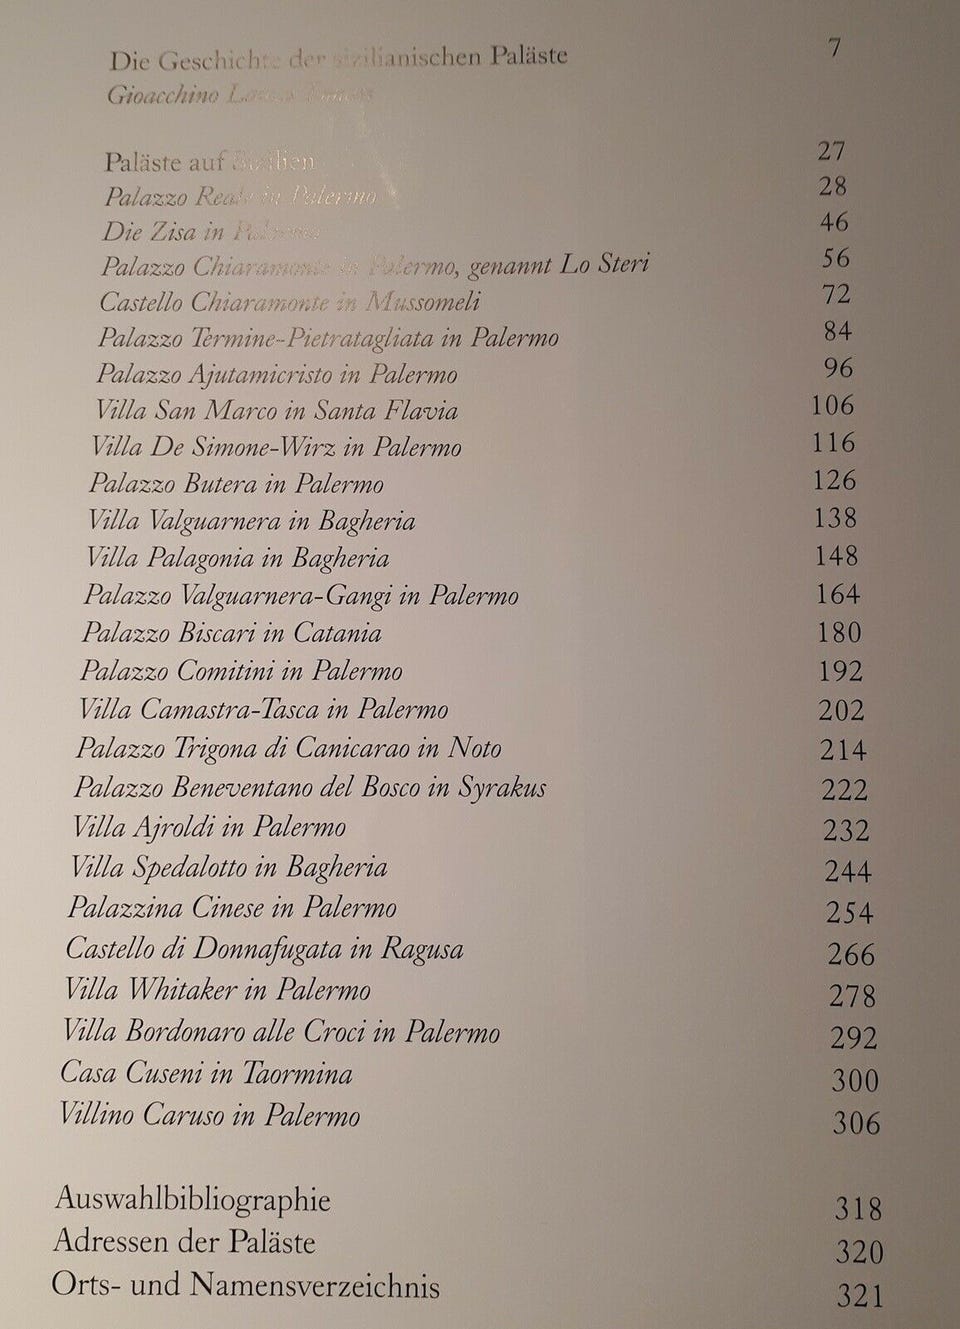 Die Geschichte der sizilianischen Paläste 7
Gioacchino Lanza Tomasi
Paläste auf Sizilien 27
Palazzo Reale in Palermo 28
Die Zisa in Palermo 46
Palazzo Chiaramonte in Palermo, genannt Lo Steri 56
Castello Chiaramonte in Mussomeli 72
Palazzo Termine-Pietratagliata in Palermo 84
Palazzo Ajutamicristo in Palermo 96
Villa San Marco in Santa Flavia 106
Villa De Simone-Wirz in Palermo 116
Palazzo Butera in Palermo 126
Villa Valguarnera in Bagheria 138
Villa Palagonia in Bagheria 148
Palazzo Valguarnera-Gangi in Palermo 164
Palazzo Biscari in Catania 180
Palazzo Comitini in Palermo 192
Villa Camastra-Tasca in Palermo 202
Palazzo Trigona di Canicarao in Noto 214
Palazzo Beneventano del Bosco in Syrakus 222
Villa Ajroldi in Palermo 232
Villa Spedalotto in Bagheria 244
Palazzina Cinese in Palermo 254
Castello di Donnafugata in Ragusa 266
Villa Whitaker in Palermo 278
Villa Bordonaro alle Croci in Palermo 292
Casa Cuseni in Taormina 300
Villino Caruso in Palermo 306
Auswahlbibliographie 318
Adressen der Paläste 320
Orts- und Namensverzeichnis 321